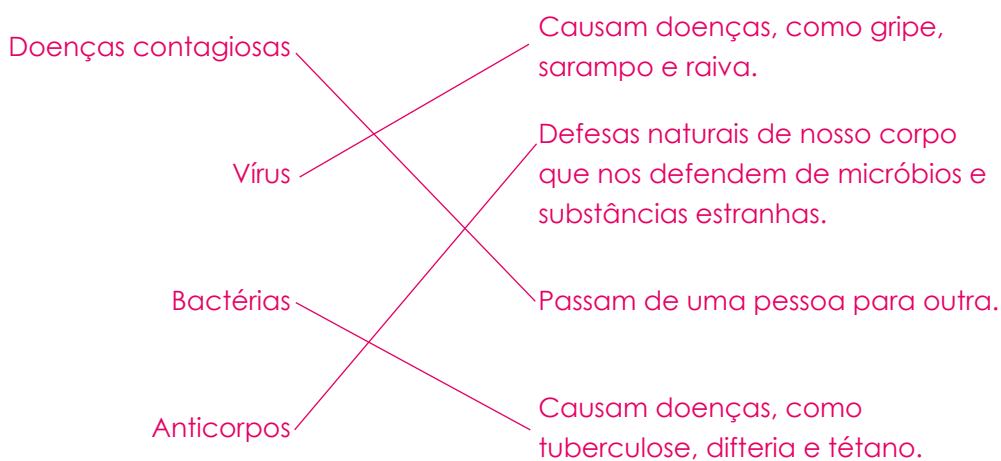 Doenças contagiosas
Causam doenças, como gripe,
sarampo e raiva.
Vírus
Defesas naturais de nosso corpo
que nos defendem de micróbios e
substâncias estranhas.
Bactérias
Passam de uma pessoa para outra.
Anticorpos
Causam doenças, como
tuberculose, difteria e tétano.